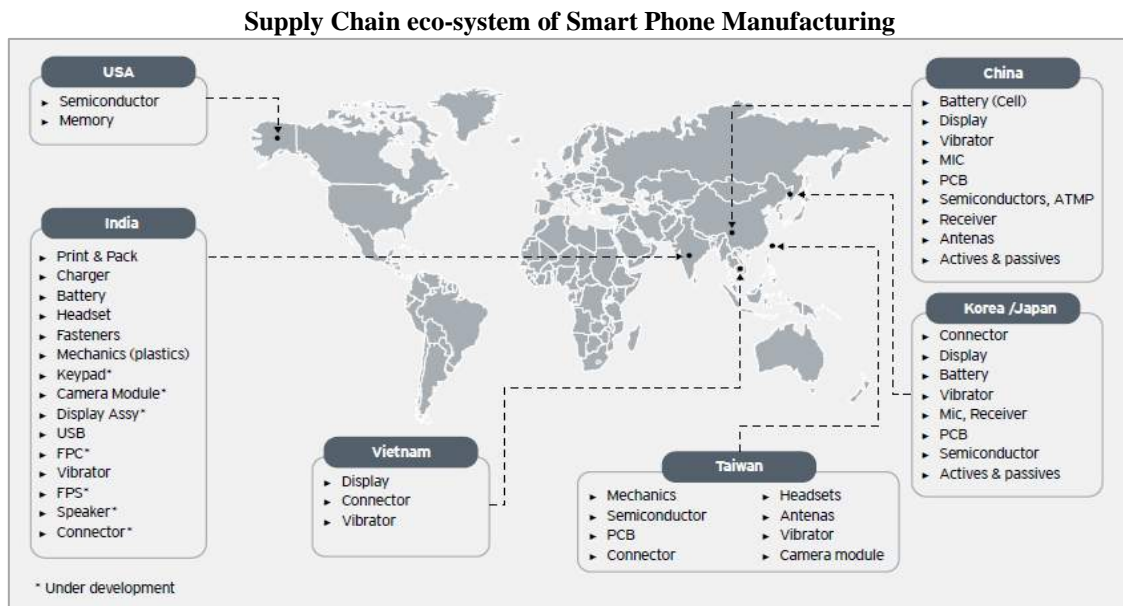 Supply Chain eco-system of Smart Phone Manufacturing
USA
► Semiconductor
► Memory
India
► Print & Pack
► Charger
► Battery
► Headset
► Fasteners
► Mechanics (plastics)
► Keypad*
► Camera Module*
► Display Assy*
► USB
► FPC*
► Vibrator
► FPS*
► Speaker*
► Connector*
* Under development
Vietnam
► Display
► Connector
► Vibrator
Taiwan
► Mechanics
► Semiconductor
► PCB
► Connector
► Headsets
► Antenas
► Vibrator
► Camera module
China
► Battery (Cell)
► Display
► Vibrator
► MIC
► PCB
► Semiconductors, ATMP
► Receiver
► Antenas
► Actives & passives
Korea /Japan
► Connector
► Display
► Battery
► Vibrator
► Mic, Receiver
► PCB
► Semiconductor
► Actives & passives